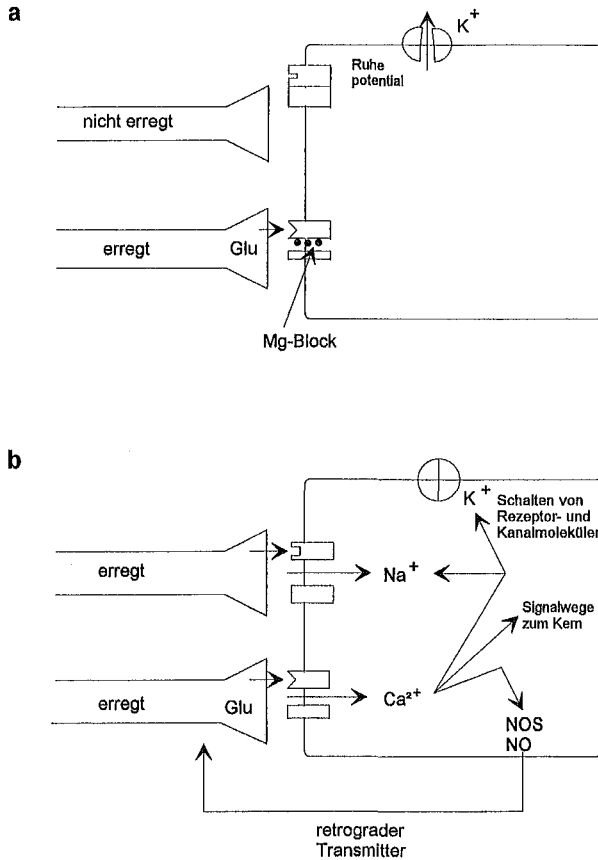 a
K+
Ruhe
potential
nicht erregt
erregt
Glu
Mg-Block
b
K+
Schalten von
Rezeptor- und
Kanalmoleküle
erregt
Na+
Signalwege
zum Kern
erregt
Glu
Ca²+
NOS
NO
retrograder
Transmitter